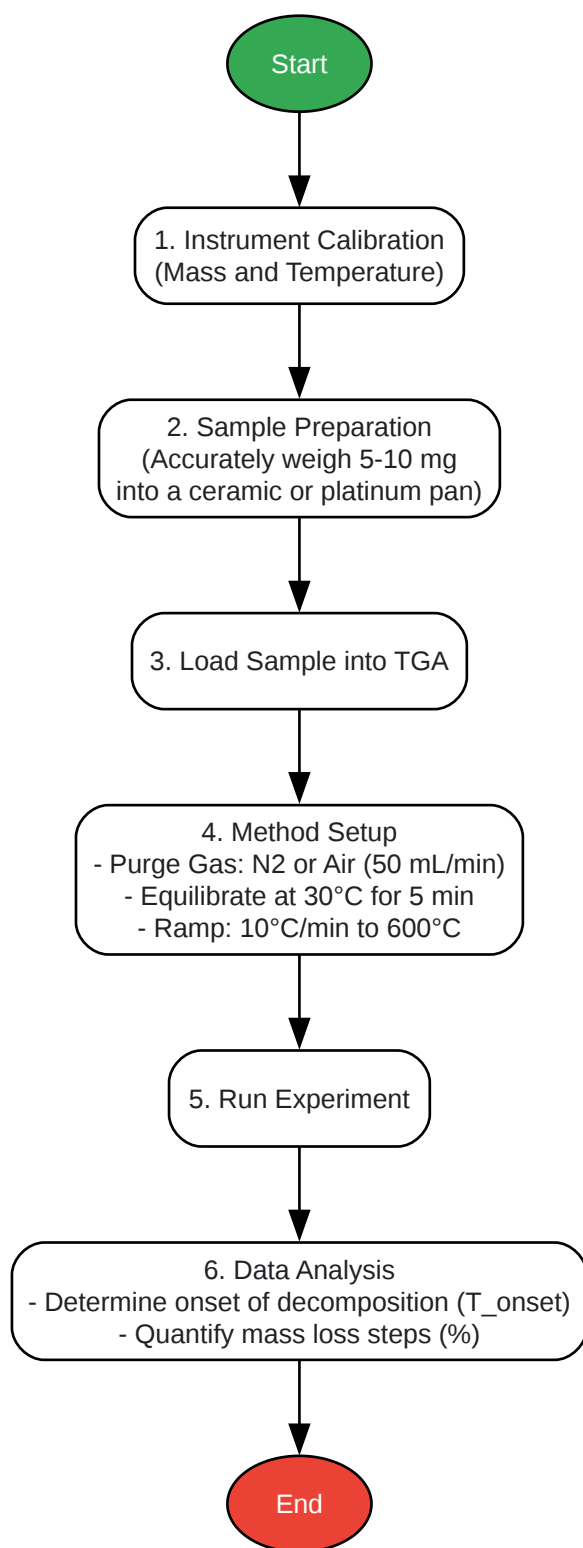 Start
1. Instrument Calibration
(Mass and Temperature)
2. Sample Preparation
(Accurately weigh 5-10 mg
into a ceramic or platinum pan)
3. Load Sample into TGA
4. Method Setup
- Purge Gas: N2 or Air (50 mL/min)
- Equilibrate at 30°C for 5 min
- Ramp: 10°C/min to 600°C
5. Run Experiment
6. Data Analysis
- Determine onset of decomposition (T_onset)
- Quantify mass loss steps (%)
End